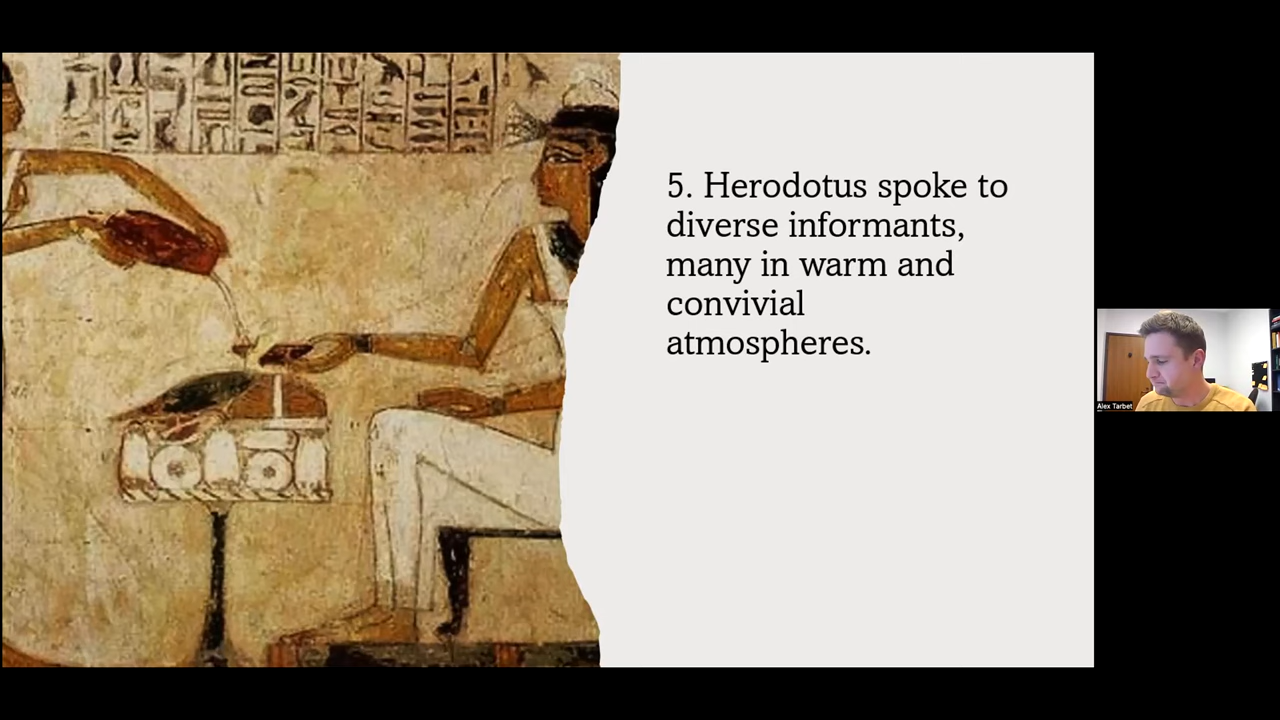 5. Herodotus spoke to
diverse informants,
many in warm and
convivial
atmospheres.
Alex Tarbet